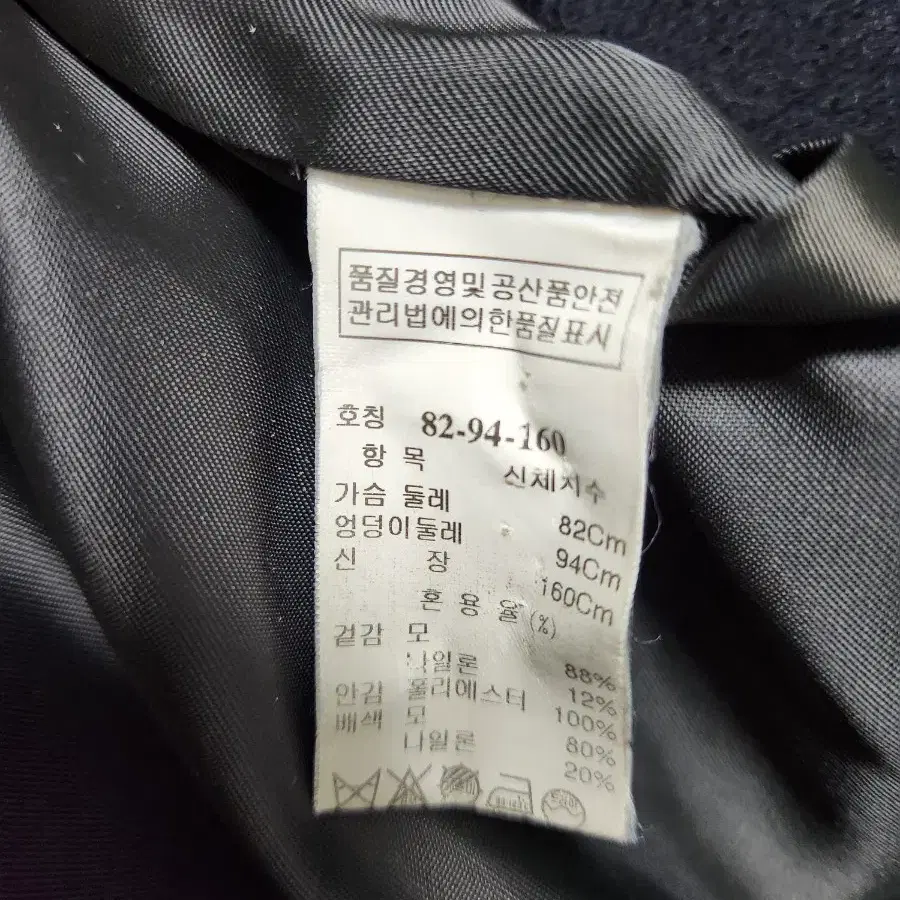 품질경영및공산품안전
관리법에의한품질표시
호칭 82-94-160
항 목 신체치수
가슴 둘레 82Cm
엉덩이둘레 94Cm
신 장 160Cm
혼 용 율 (%)
겉감 모 88%
나일론 12%
안감 폴리에스터 100%
배색 모 80%
나일론 20%